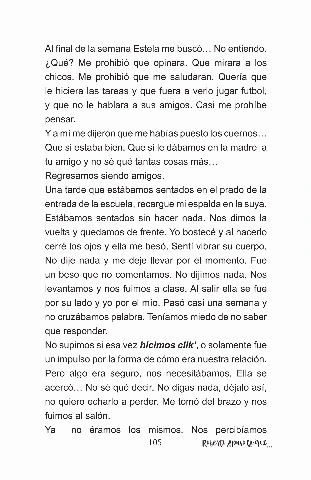 Al final de la semana Estela me buscó... No entiendo.
¿Qué? Me prohibió que opinara. Que mirara a los
chicos. Me prohibió que me saludaran. Quería que
le hiciera las tareas y que fuera a verlo jugar futbol,
y que no le hablara a sus amigos. Casi me prohíbe
pensar.
Y a mí me dijeron que me habías puesto los cuernos...
Que si estaba bien. Que si le dábamos en la madre a
tu amigo y no sé qué tantas cosas más...
Regresamos siendo amigos.
Una tarde que estábamos sentados en el prado de la
entrada de la escuela, recargue mi espalda en la suya.
Estábamos sentados sin hacer nada. Nos dimos la
vuelta y quedamos de frente. Yo bostecé y al hacerlo
cerré los ojos y ella me besó. Sentí vibrar su cuerpo.
No dije nada y me deje llevar por el momento. Fue
un beso que no comentamos. No dijimos nada. Nos
levantamos y nos fuimos a clase. Al salir ella se fue
por su lado y yo por el mío. Pasó casi una semana y
no cruzábamos palabra. Teníamos miedo de no saber
que responder.
No supimos si esa vez hicimos clik', o solamente fue
un impulso por la forma de cómo era nuestra relación.
Pero algo era seguro, nos necesitábamos. Ella se
acercó... No sé qué decir. No digas nada, déjalo así,
no quiero echarlo a perder. Me tomó del brazo y nos
fuimos al salón.
Ya no éramos los mismos. Nos percibíamos
105